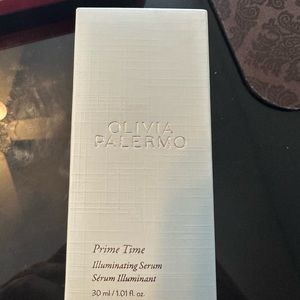 OLIVIA
PALERMO
Prime Time
Illuminating Serum
Sérum Illuminant
30 ml / 1.01 fl. oz.